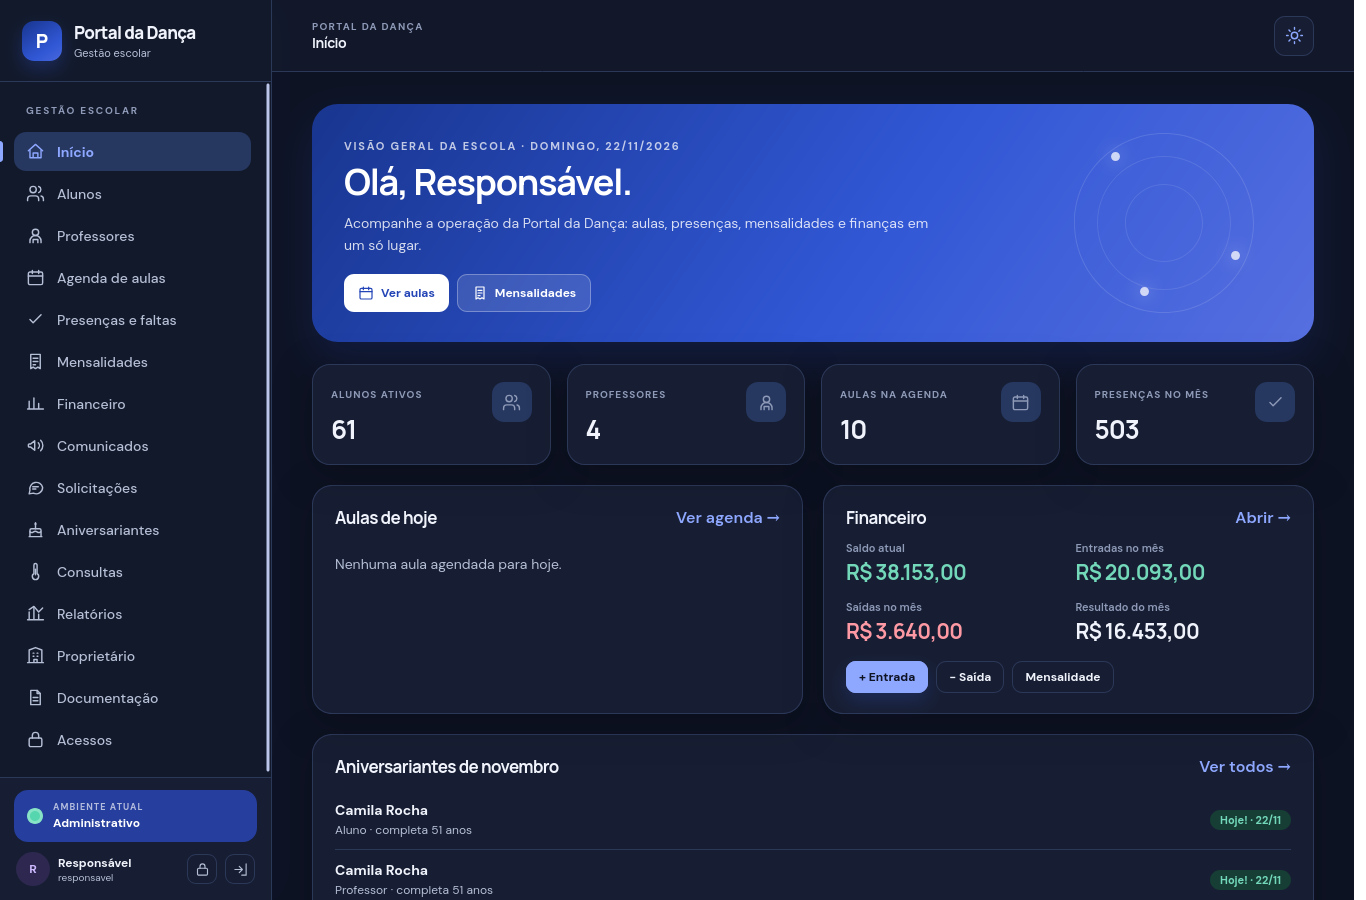 P
Portal da Dança
Gestão escolar
GESTÃO ESCOLAR
Início
Alunos
Professores
Agenda de aulas
Presenças e faltas
Mensalidades
Financeiro
Comunicados
Solicitações
Aniversariantes
Consultas
Relatórios
Proprietário
Documentação
Acessos
AMBIENTE ATUAL
Administrativo
R
Responsável
responsavel
PORTAL DA DANÇA
Início
VISÃO GERAL DA ESCOLA · DOMINGO, 22/11/2026
Olá, Responsável.
Acompanhe a operação da Portal da Dança: aulas, presenças, mensalidades e finanças em
um só lugar.
Ver aulas
Mensalidades
ALUNOS ATIVOS
61
PROFESSORES
4
AULAS NA AGENDA
10
PRESENÇAS NO MÊS
503
Aulas de hoje
Ver agenda →
Nenhuma aula agendada para hoje.
Financeiro
Abrir →
Saldo atual
R$ 38.153,00
Entradas no mês
R$ 20.093,00
Saídas no mês
R$ 3.640,00
Resultado do mês
R$ 16.453,00
+ Entrada
− Saída
Mensalidade
Aniversariantes de novembro
Ver todos →
Camila Rocha
Aluno · completa 51 anos
Hoje! · 22/11
Camila Rocha
Professor · completa 51 anos
Hoje! · 22/11